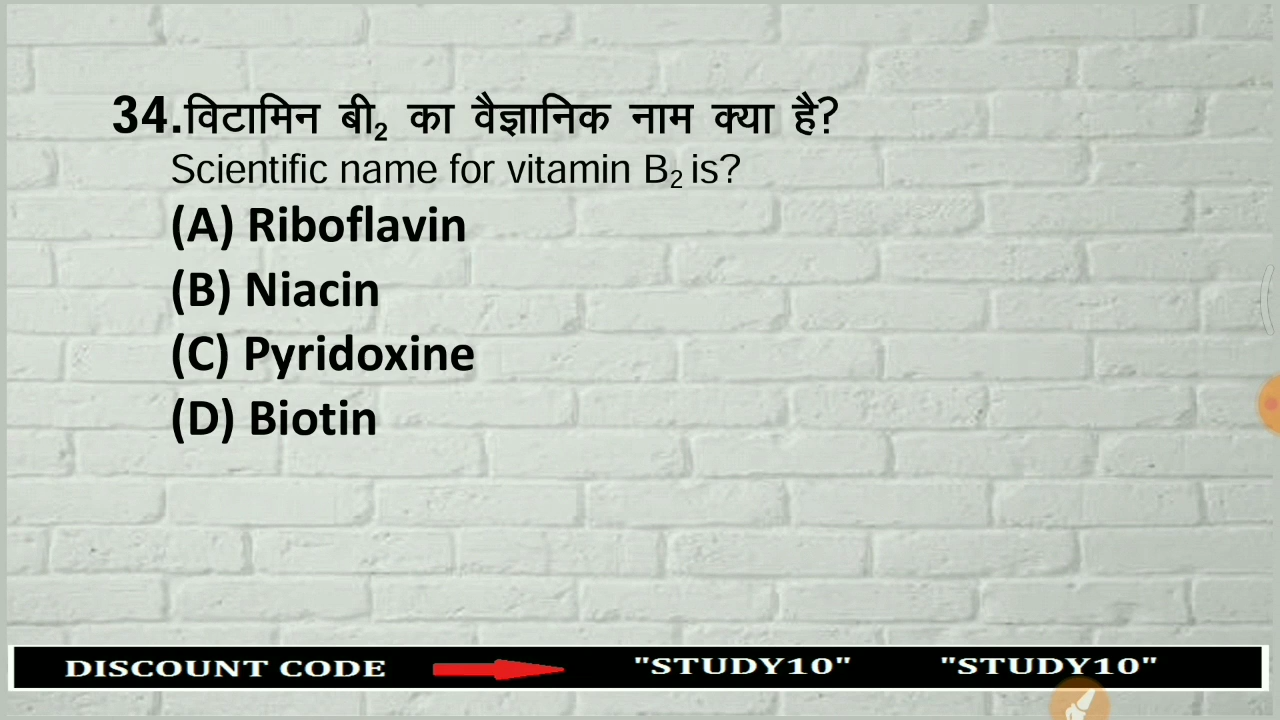 34.विटामिन बी₂ का वैज्ञानिक नाम क्या है?
Scientific name for vitamin B₂ is?
(A) Riboflavin
(B) Niacin
(C) Pyridoxine
(D) Biotin
DISCOUNT CODE "STUDY10" "STUDY10"